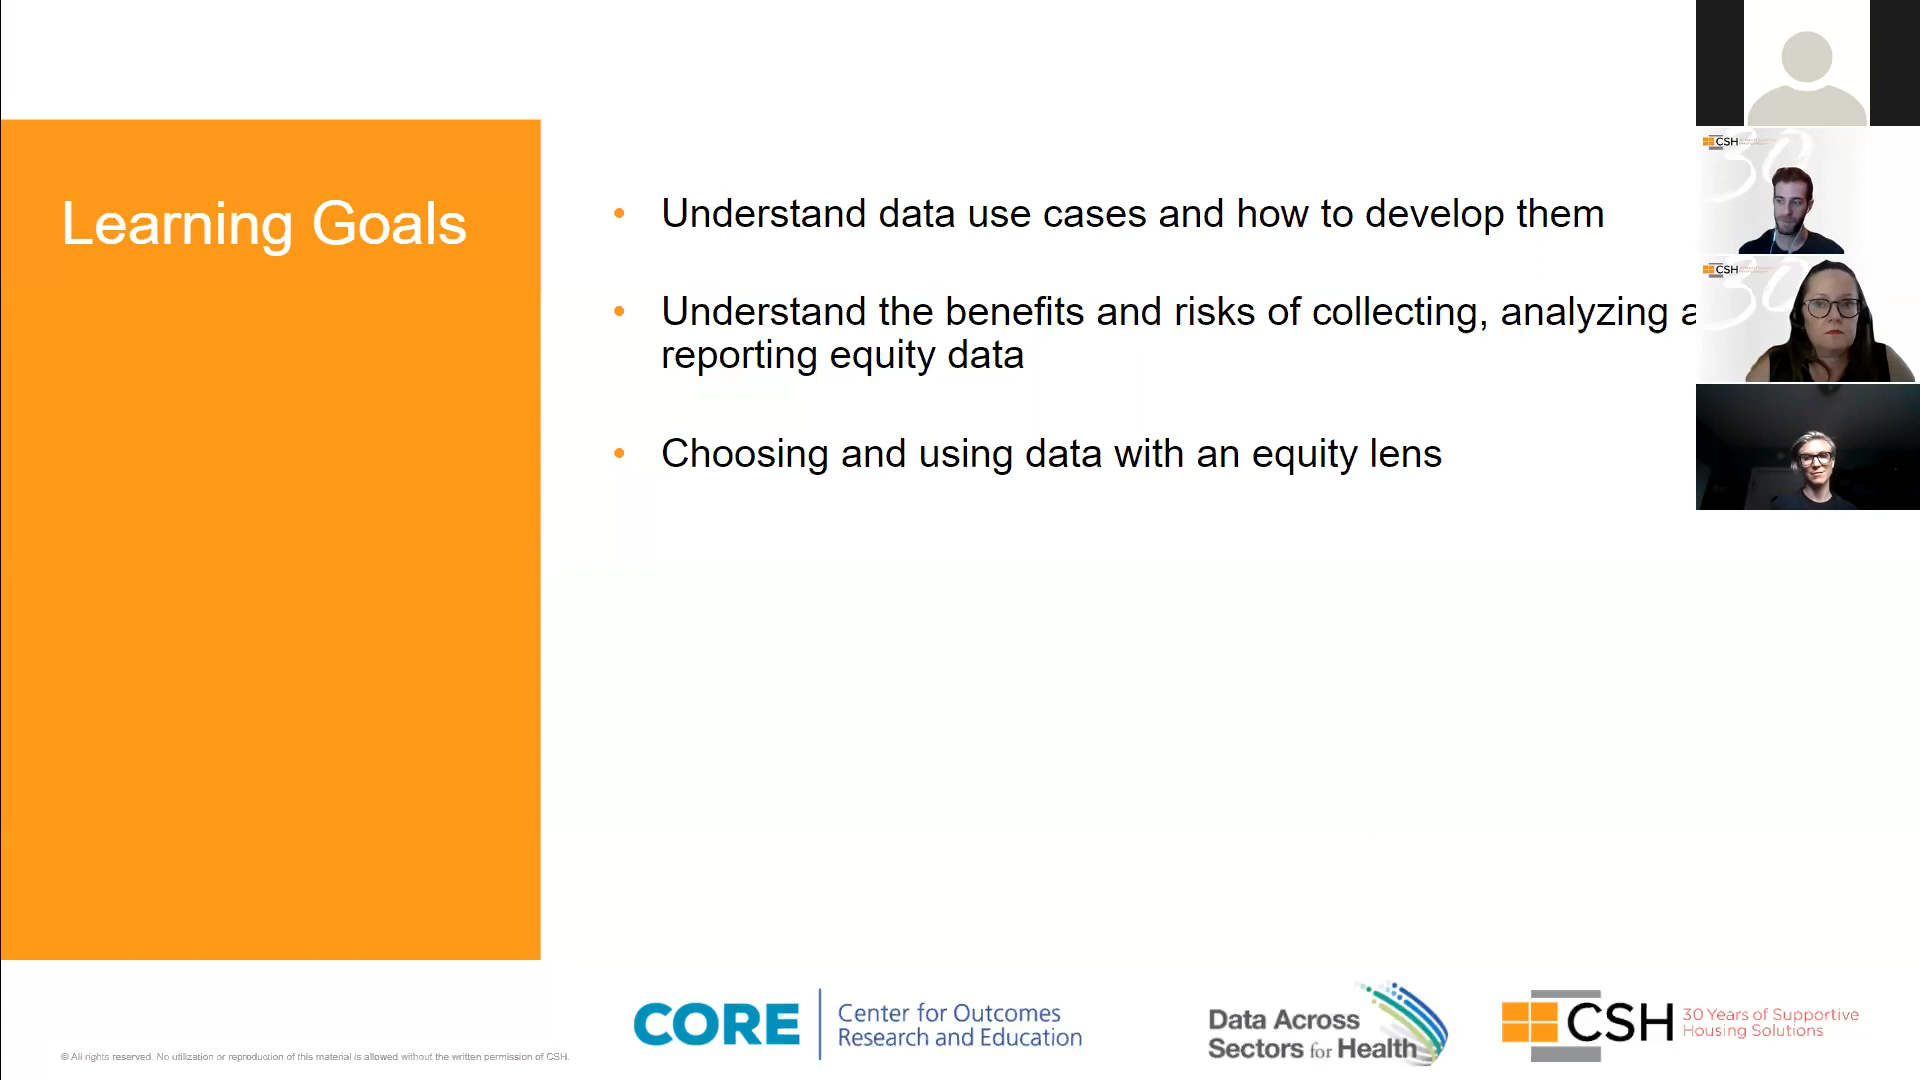 Learning Goals
• Understand data use cases and how to develop them
• Understand the benefits and risks of collecting, analyzing a
reporting equity data
• Choosing and using data with an equity lens
CSH
CSH
CORE
Center for Outcomes
Research and Education
Data Across
Sectors for Health
CSH
30 Years of Supportive
Housing Solutions
© All rights reserved. No utilization or reproduction of this material is allowed without the written permission of CSH.